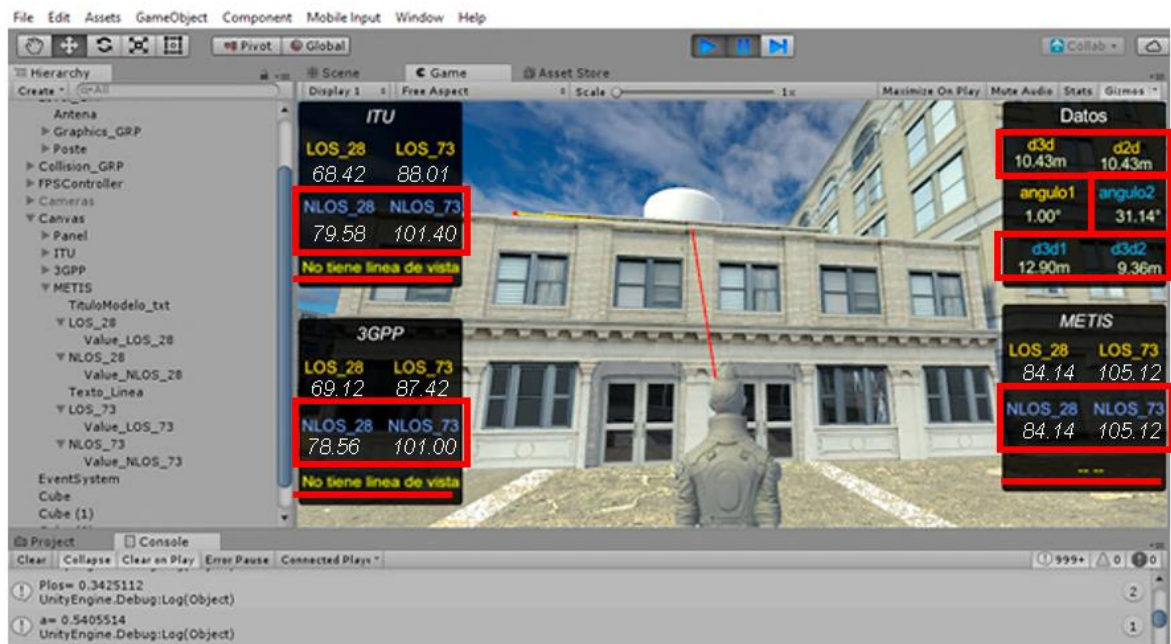 File Edit Assets GameObject Component Mobile Input Window Help
Pivot Global Collab
Hierarchy Scene Game Asset Store
Create All Display 1 Free Aspect Scale 1x Maximize On Play Mute Audio Stats Gizmos
Antena
Graphics_GRP
Poste
Collision_GRP
FPSController
Cameras
Canvas
Panel
ITU
3GPP
METIS
TituloModelo_txt
LOS_28
Value_LOS_28
NLOS_28
Value_NLOS_28
Texto_Linea
LOS_73
Value_LOS_73
NLOS_73
Value_NLOS_73
EventSystem
Cube
Cube (1)
ITU
LOS_28 LOS_73
68.42 88.01
NLOS_28 NLOS_73
79.58 101.40
No tiene linea de vista
3GPP
LOS_28 LOS_73
69.12 87.42
NLOS_28 NLOS_73
78.56 101.00
No tiene linea de vista
Datos
d3d d2d
10.43m 10.43m
angulo1 angulo2
1.00° 31.14°
d3d1 d3d2
12.90m 9,36m
METIS
LOS_28 LOS_73
84.14 105.12
NLOS_28 NLOS_73
84.14 105.12
-- --
Project Console
Clear Collapse Clear on Play Error Pause Connected Playe 999+ 0 0
Plos= 0.3425112
UnityEngine.Debug:Log(Object) 2
a= 0.5405514
UnityEngine.Debug:Log(Object) 1